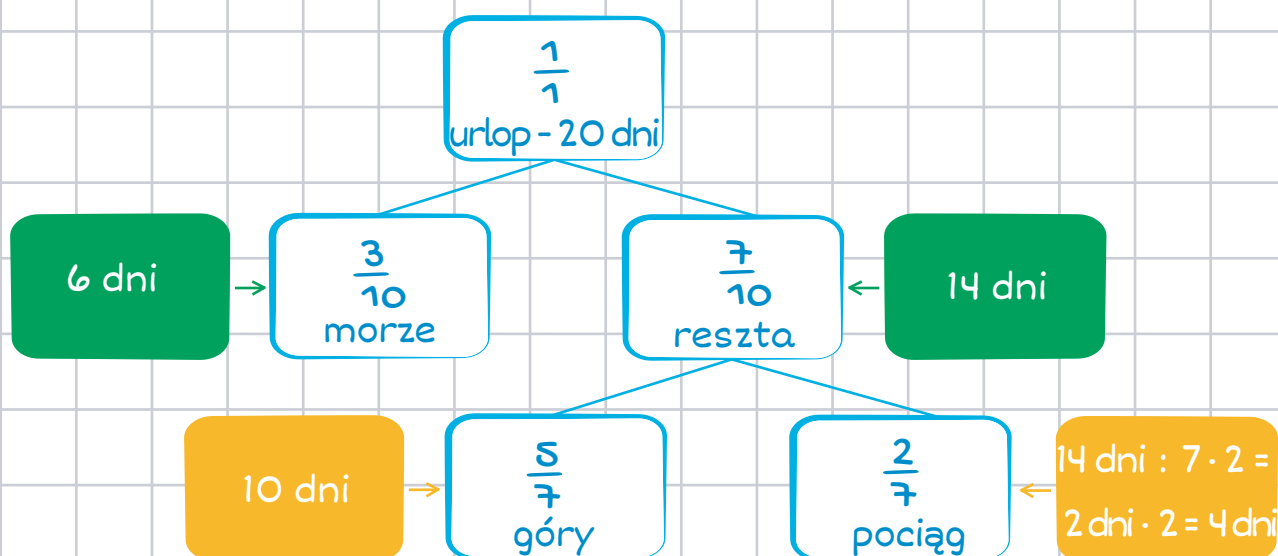 1
1
urlop - 20 dni
6 dni
3
10
morze
7
10
reszta
14 dni
10 dni
5
7
góry
2
7
pociąg
14 dni : 7 · 2 =
2 dni · 2 = 4 dni